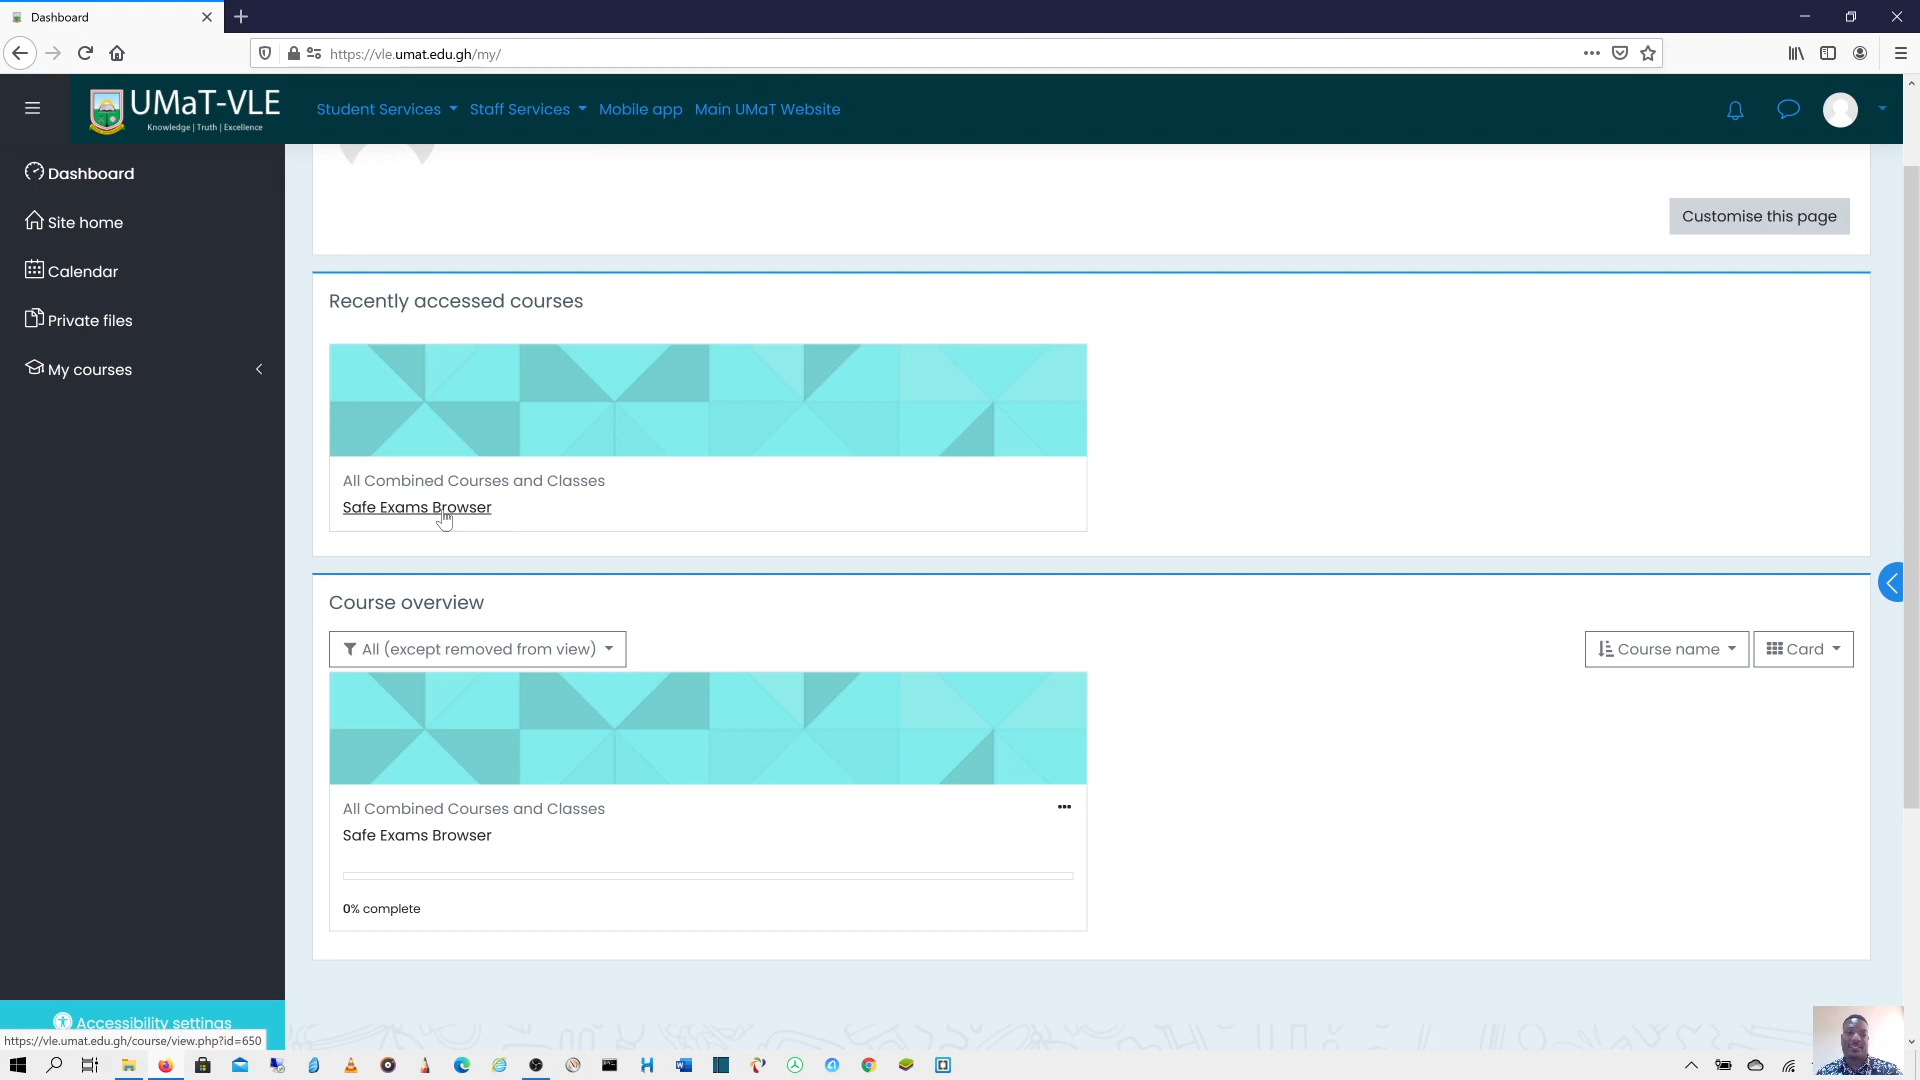 Dashboard
https://vle.umat.edu.gh/my/
UMaT-VLE
Knowledge | Truth | Excellence
Student Services
Staff Services
Mobile app
Main UMaT Website
Dashboard
Site home
Calendar
Private files
My courses
Customise this page
Recently accessed courses
All Combined Courses and Classes
Safe Exams Browser
Course overview
All (except removed from view)
Course name
Card
All Combined Courses and Classes
Safe Exams Browser
0% complete
Accessibility settings
https://vle.umat.edu.gh/course/view.php?id=650